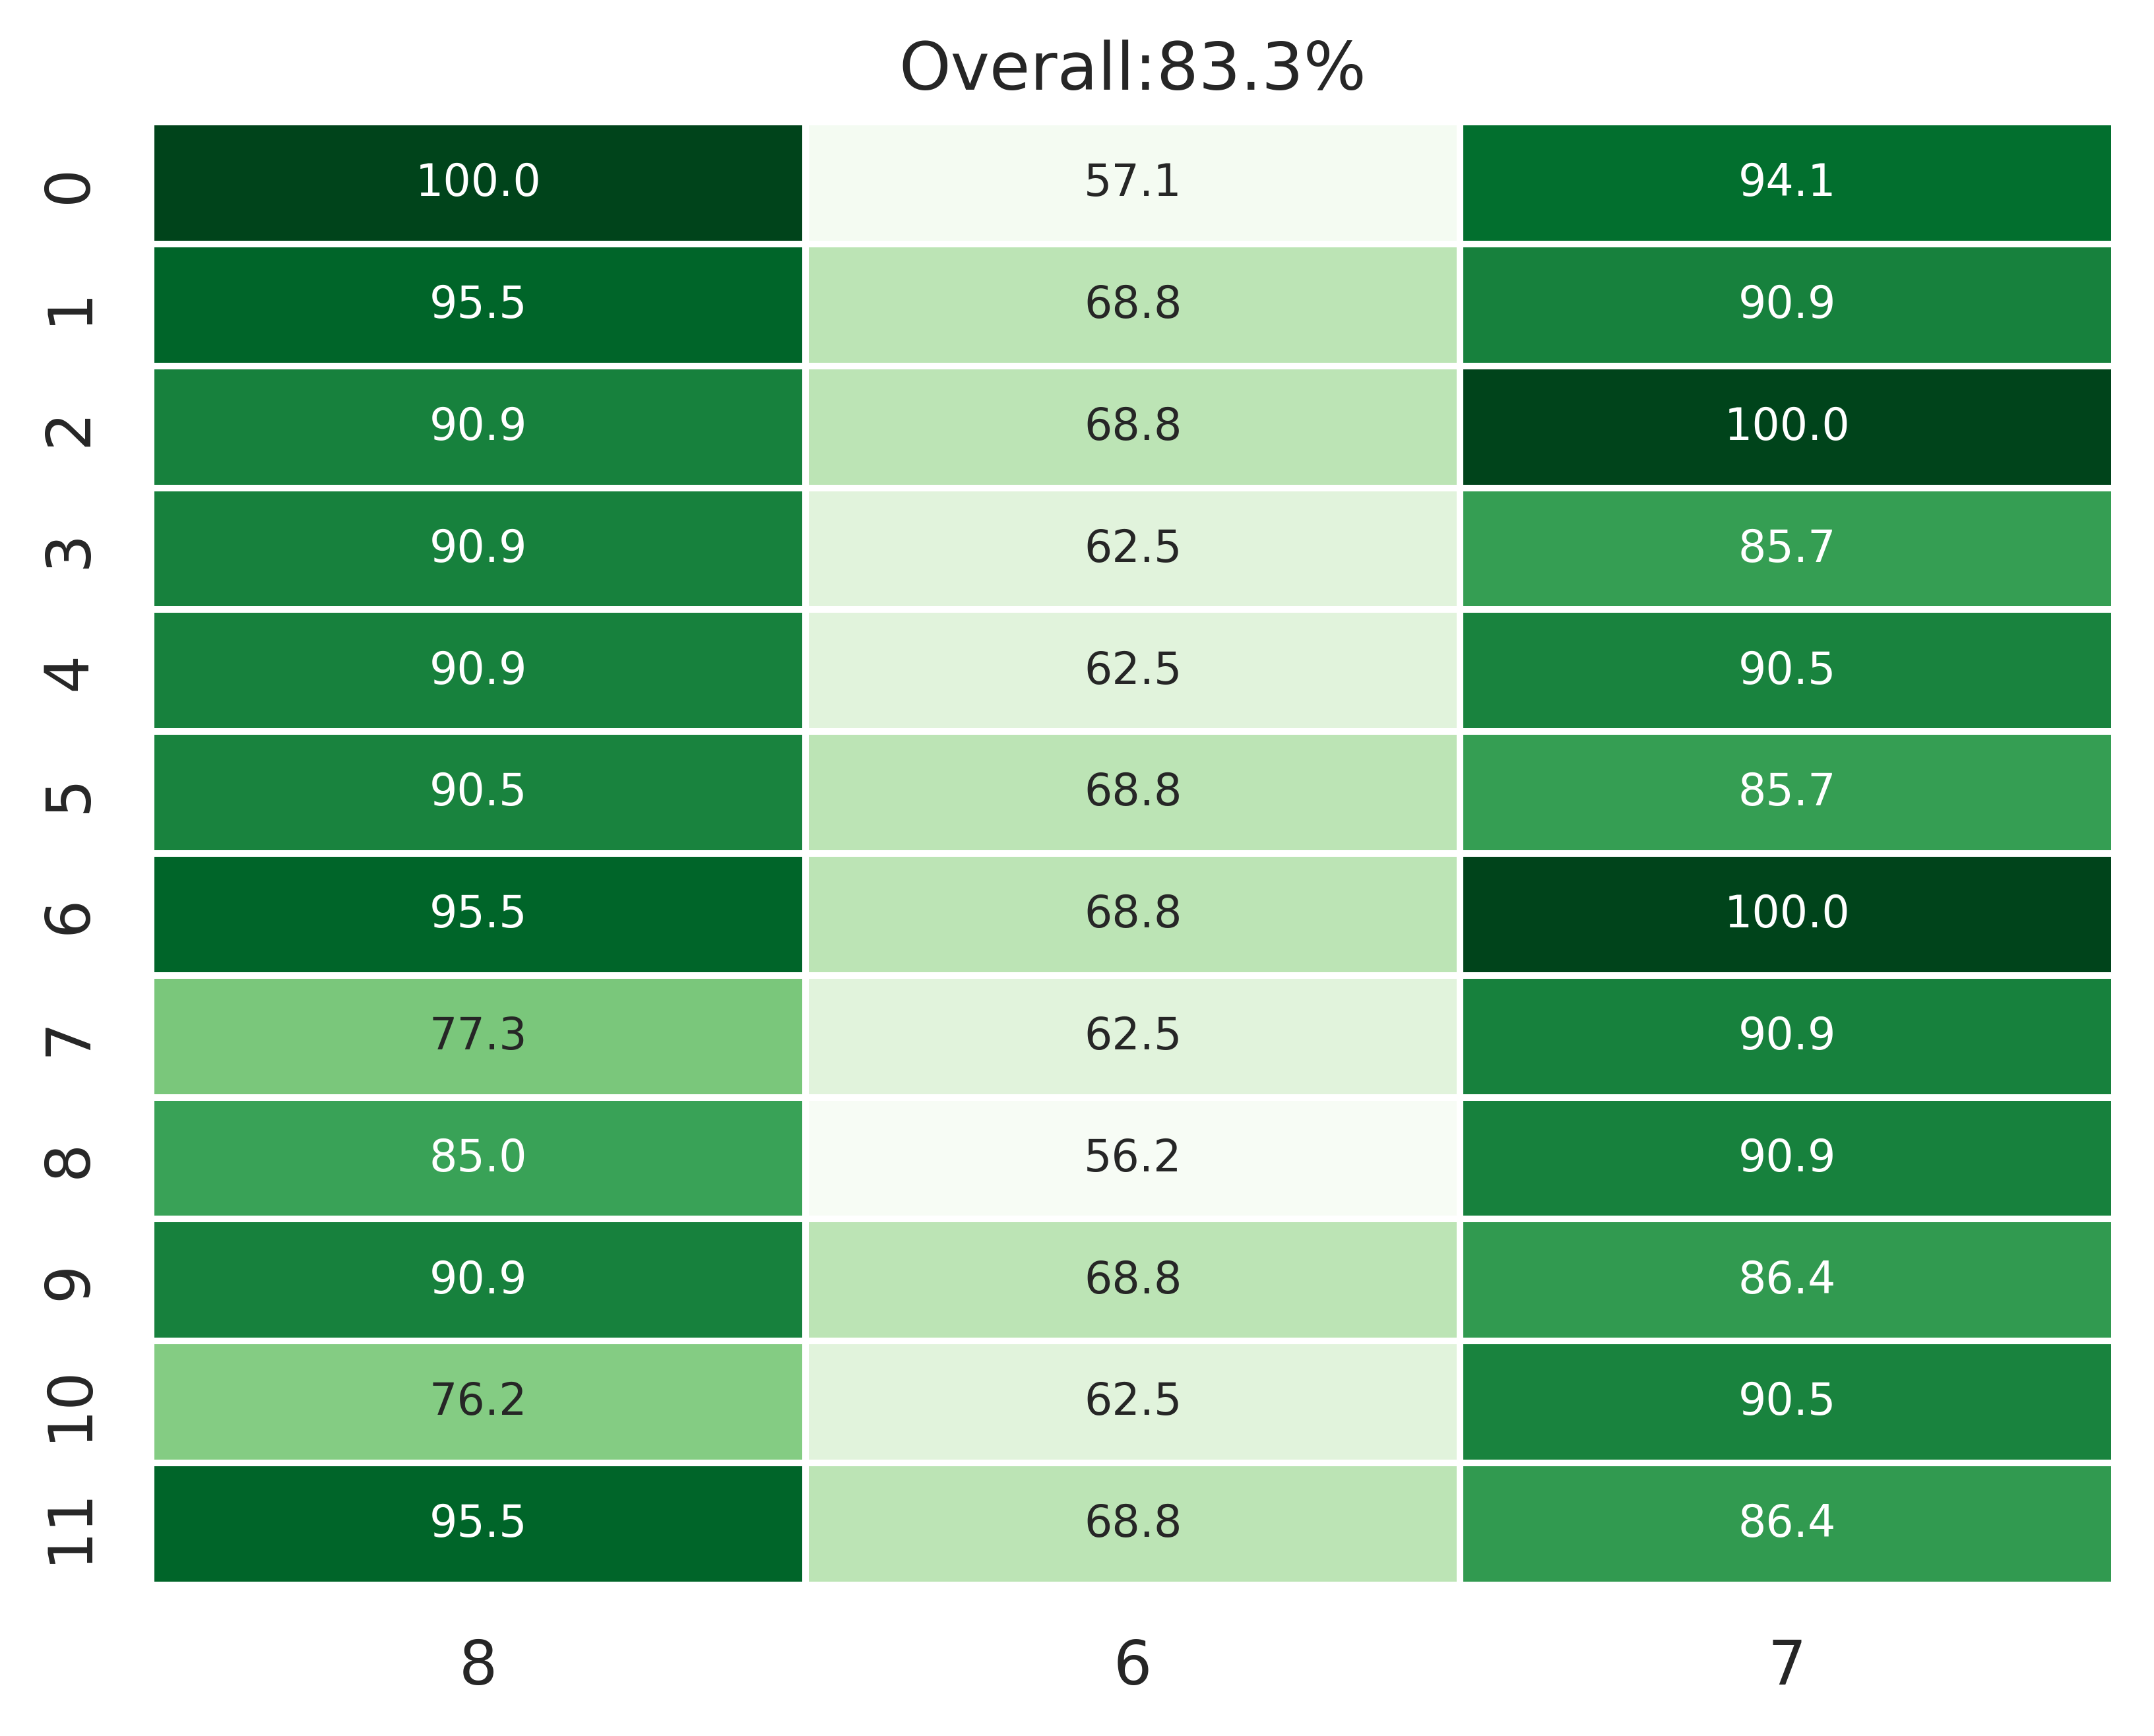 Overall:83.3%
0 100.0 57.1 94.1
1 95.5 68.8 90.9
2 90.9 68.8 100.0
3 90.9 62.5 85.7
4 90.9 62.5 90.5
5 90.5 68.8 85.7
6 95.5 68.8 100.0
7 77.3 62.5 90.9
8 85.0 56.2 90.9
9 90.9 68.8 86.4
10 76.2 62.5 90.5
11 95.5 68.8 86.4
8 6 7